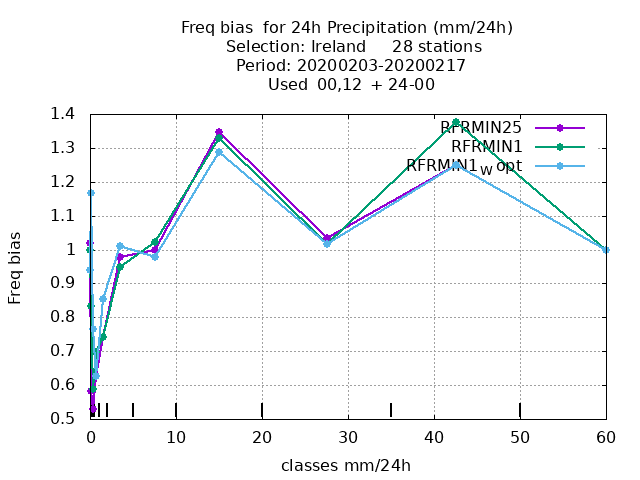 Freq bias  for 24h Precipitation (mm/24h)
Selection: Ireland     28 stations
Period: 20200203-20200217
Used  00,12  + 24-00
RFRMIN25
RFRMIN1
RFRMIN1w opt
Freq bias
1.4
1.3
1.2
1.1
1
0.9
0.8
0.7
0.6
0.5
0 10 20 30 40 50 60
classes mm/24h